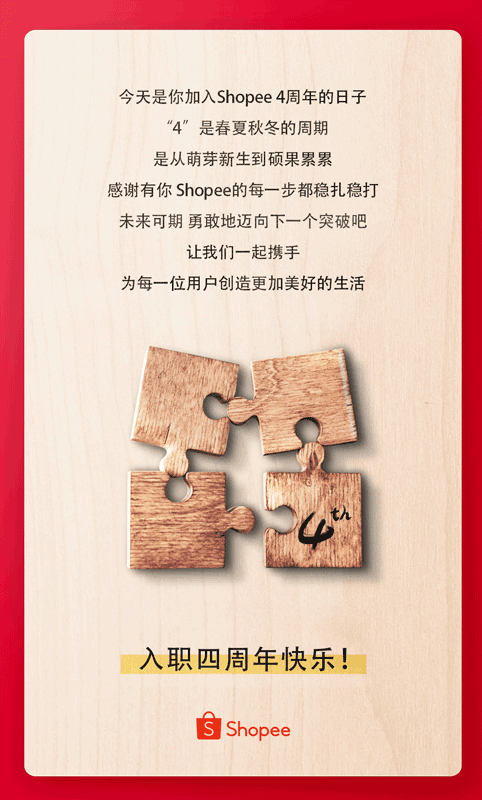 今天是你加入Shopee 4周年的日子
“4” 是春夏秋冬的周期
是从萌芽新生到硕果累累
感谢有你 Shopee的每一步都稳扎稳打
未来可期 勇敢地迈向下一个突破吧
让我们一起携手
为每一位用户创造更加美好的生活
4th
入职四周年快乐！
S Shopee